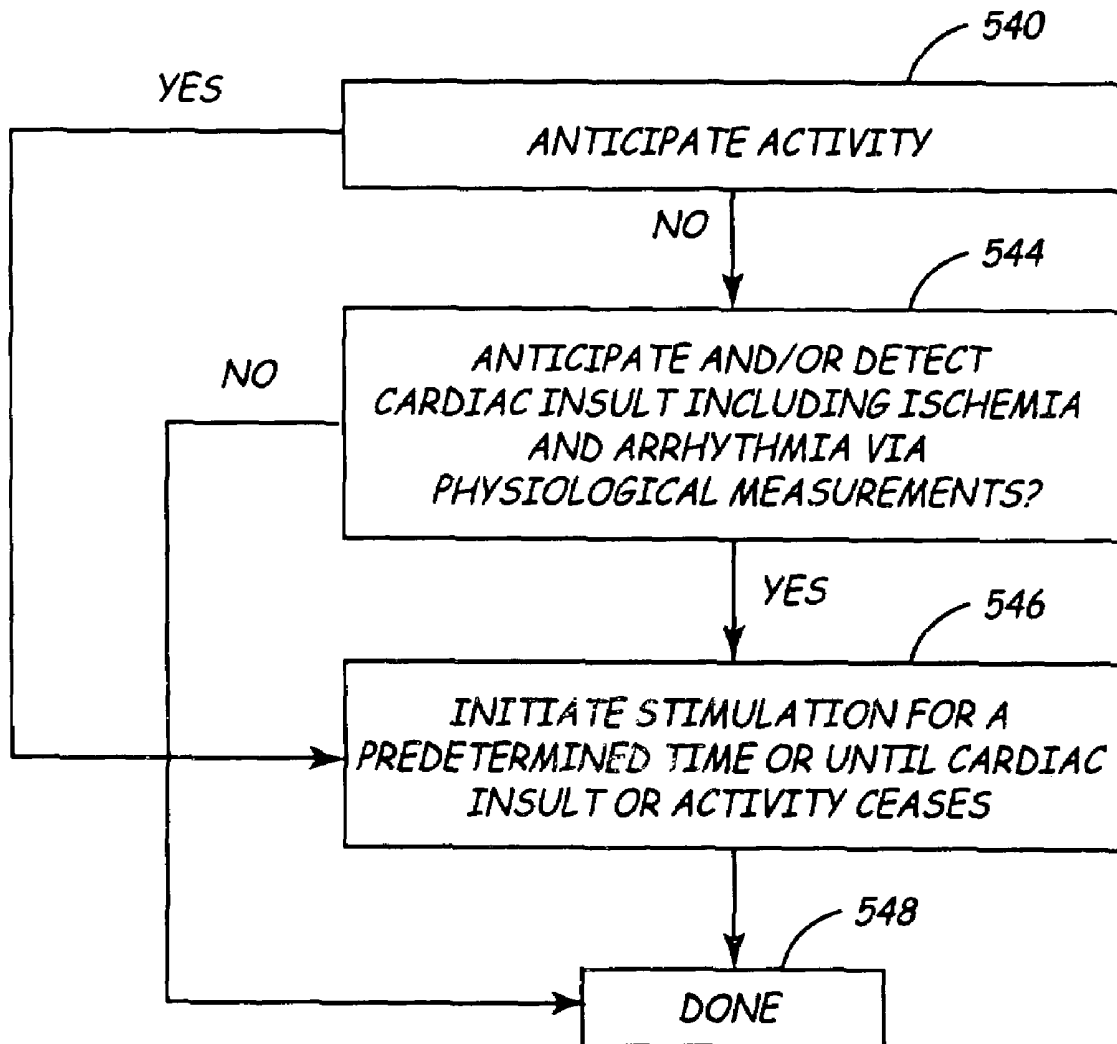 540
YES
ANTICIPATE ACTIVITY
NO
544
NO
ANTICIPATE AND/OR DETECT
CARDIAC INSULT INCLUDING ISCHEMIA
AND ARRHYTHMIA VIA
PHYSIOLOGICAL MEASUREMENTS?
YES
546
INITIATE STIMULATION FOR A
PREDETERMINED TIME OR UNTIL CARDIAC
INSULT OR ACTIVITY CEASES
548
DONE